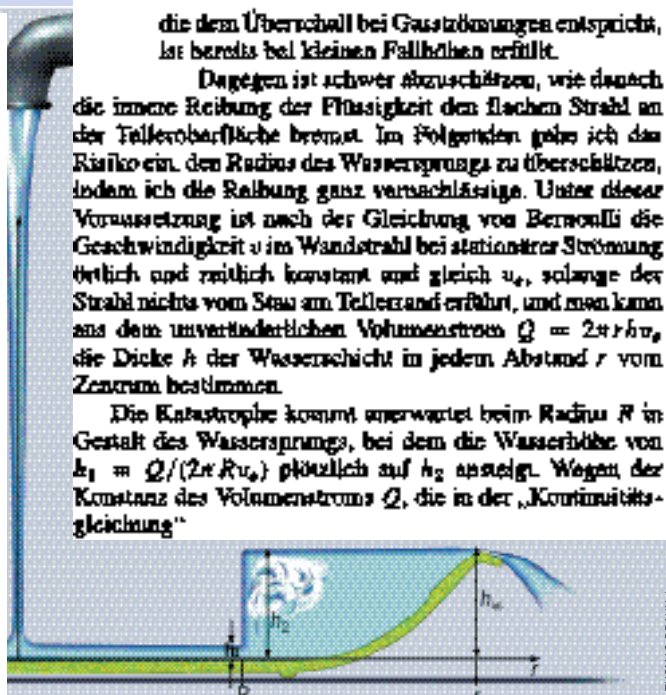 die dem Überschall bei Gasströmungen entspricht,
ist bereits bei kleinen Fallhöhen erfüllt.
Dagegen ist schwer abzuschätzen, wie danach
die innere Reibung der Flüssigkeit den flachen Strahl an
der Telleroberfläche bremst. Im Folgenden gehe ich das
Risiko ein, den Radius des Wassersprungs zu überschätzen,
indem ich die Reibung ganz vernachlässige. Unter dieser
Voraussetzung ist nach der Gleichung von Bernoulli die
Geschwindigkeit v im Wandstrahl bei stationärer Strömung
örtlich und zeitlich konstant und gleich vₑ, solange der
Strahl nichts vom Stau am Tellerrand erfährt, und man kann
aus dem unveränderlichen Volumenstrom Q = 2πrhvₑ
die Dicke h der Wasserschicht in jedem Abstand r vom
Zentrum bestimmen.
Die Katastrophe kommt unerwartet beim Radius R in
Gestalt des Wassersprungs, bei dem die Wasserhöhe von
h₁ = Q/(2πRvₑ) plötzlich auf h₂ ansteigt. Wegen der
Konstanz des Volumenstroms Q, die in der „Kontinuitäts-
gleichung“
h₂
r